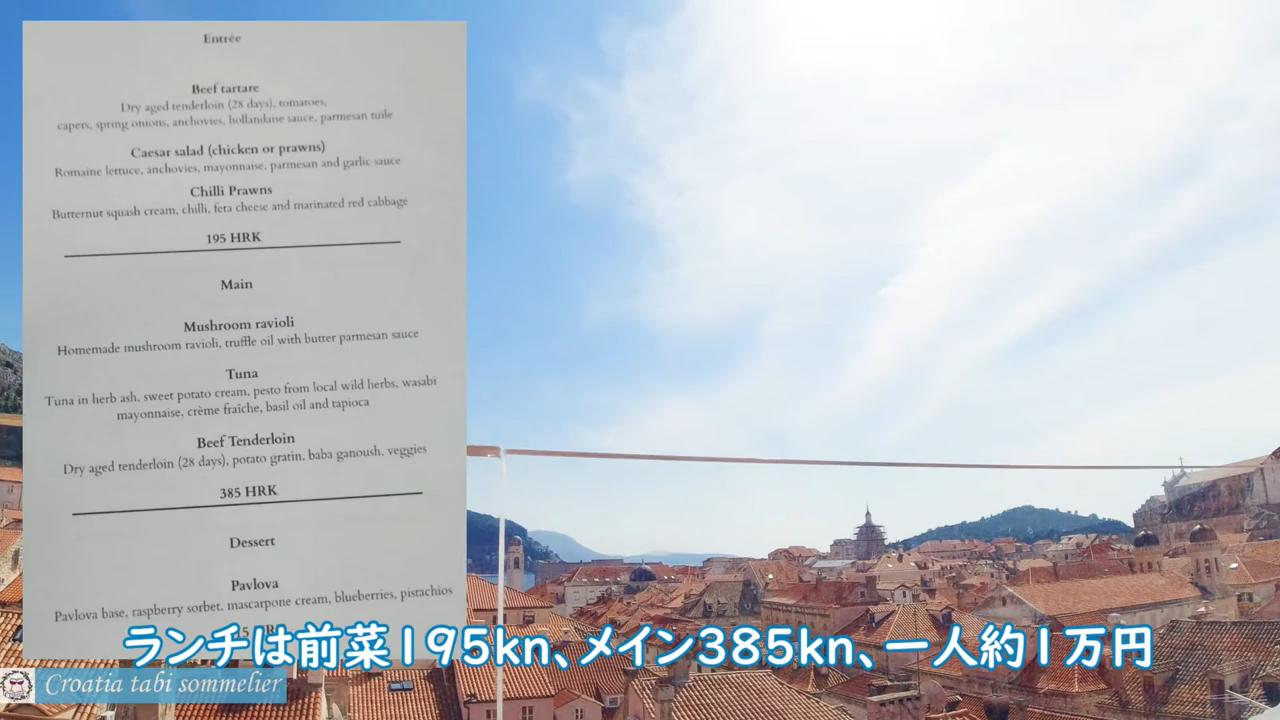 Entrée
Beef tartare
Dry aged tenderloin (28 days), tomatoes,
capers, spring onions, anchovies, hollandaise sauce, parmesan tuile
Caesar salad (chicken or prawns)
Romaine lettuce, anchovies, mayonnaise, parmesan and garlic sauce
Chilli Prawns
Butternut squash cream, chilli, feta cheese and marinated red cabbage
195 HRK
Main
Mushroom ravioli
Homemade mushroom ravioli, truffle oil with butter parmesan sauce
Tuna
Tuna in herb ash, sweet potato cream, pesto from local wild herbs, wasabi
mayonnaise, crème fraîche, basil oil and tapioca
Beef Tenderloin
Dry aged tenderloin (28 days), potato gratin, baba ganoush, veggies
385 HRK
Dessert
Pavlova
Pavlova base, raspberry sorbet, mascarpone cream, blueberries, pistachios
ランチは前菜195kn、メイン385kn、一人約1万円
Croatia tabi sommelier